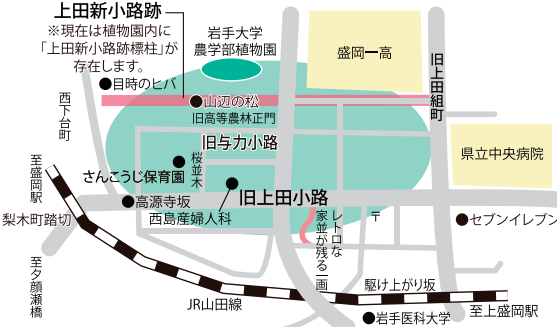 上田新小路跡
※現在は植物園内に
「上田新小路跡標柱」が
存在します。
岩手大学
農学部植物園
盛岡一高
旧上田組町
目時のヒバ
山辺の松
旧高等農林正門
西下台町
旧与力小路
県立中央病院
桜並木
さんこうじ保育園
至盛岡駅
旧上田小路
高源寺坂
西島産婦人科
梨木町踏切
レトロな
家並が残る一画
〒
セブンイレブン
至夕顔瀬橋
駆け上がり坂
JR山田線
至上盛岡駅
岩手医科大学